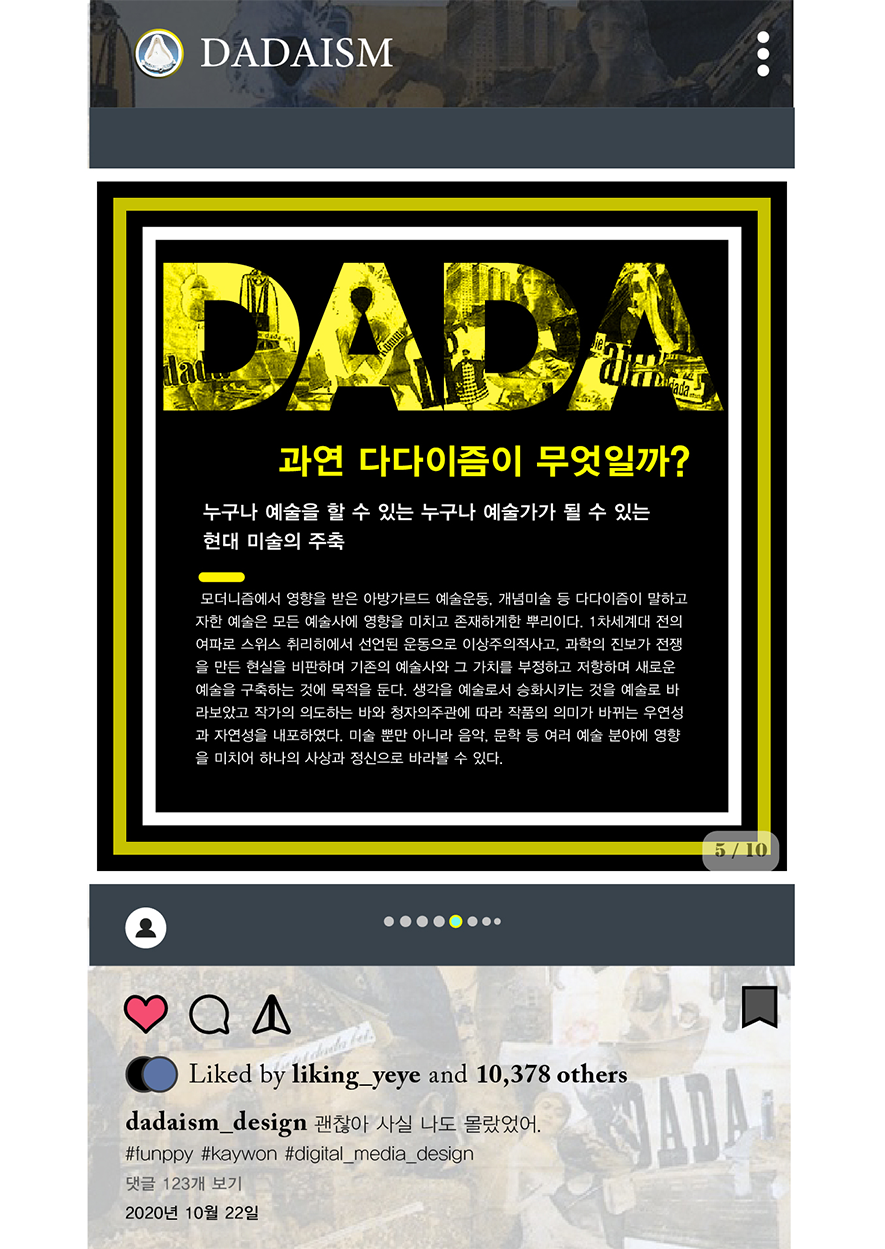 DADAISM
DADA
과연 다다이즘이 무엇일까?
누구나 예술을 할 수 있는 누구나 예술가가 될 수 있는
현대 미술의 주축
모더니즘에서 영향을 받은 아방가르드 예술운동, 개념미술 등 다다이즘이 말하고
자한 예술은 모든 예술사에 영향을 미치고 존재하게한 뿌리이다. 1차세계대 전의
여파로 스위스 취리히에서 선언된 운동으로 이상주의적사고, 과학의 진보가 전쟁
을 만든 현실을 비판하며 기존의 예술사와 그 가치를 부정하고 저항하며 새로운
예술을 구축하는 것에 목적을 둔다. 생각을 예술로서 승화시키는 것을 예술로 바
라보았고 작가의 의도하는 바와 청자의주관에 따라 작품의 의미가 바뀌는 우연성
과 자연성을 내포하였다. 미술 뿐만 아니라 음악, 문학 등 여러 예술 분야에 영향
을 미치어 하나의 사상과 정신으로 바라볼 수 있다.
5 / 10
Liked by liking_yeye and 10,378 others
DADA
dadaism_design 괜찮아 사실 나도 몰랐었어.
#funppy #kaywon #digital_media_design
댓글 123개 보기
2020년 10월 22일